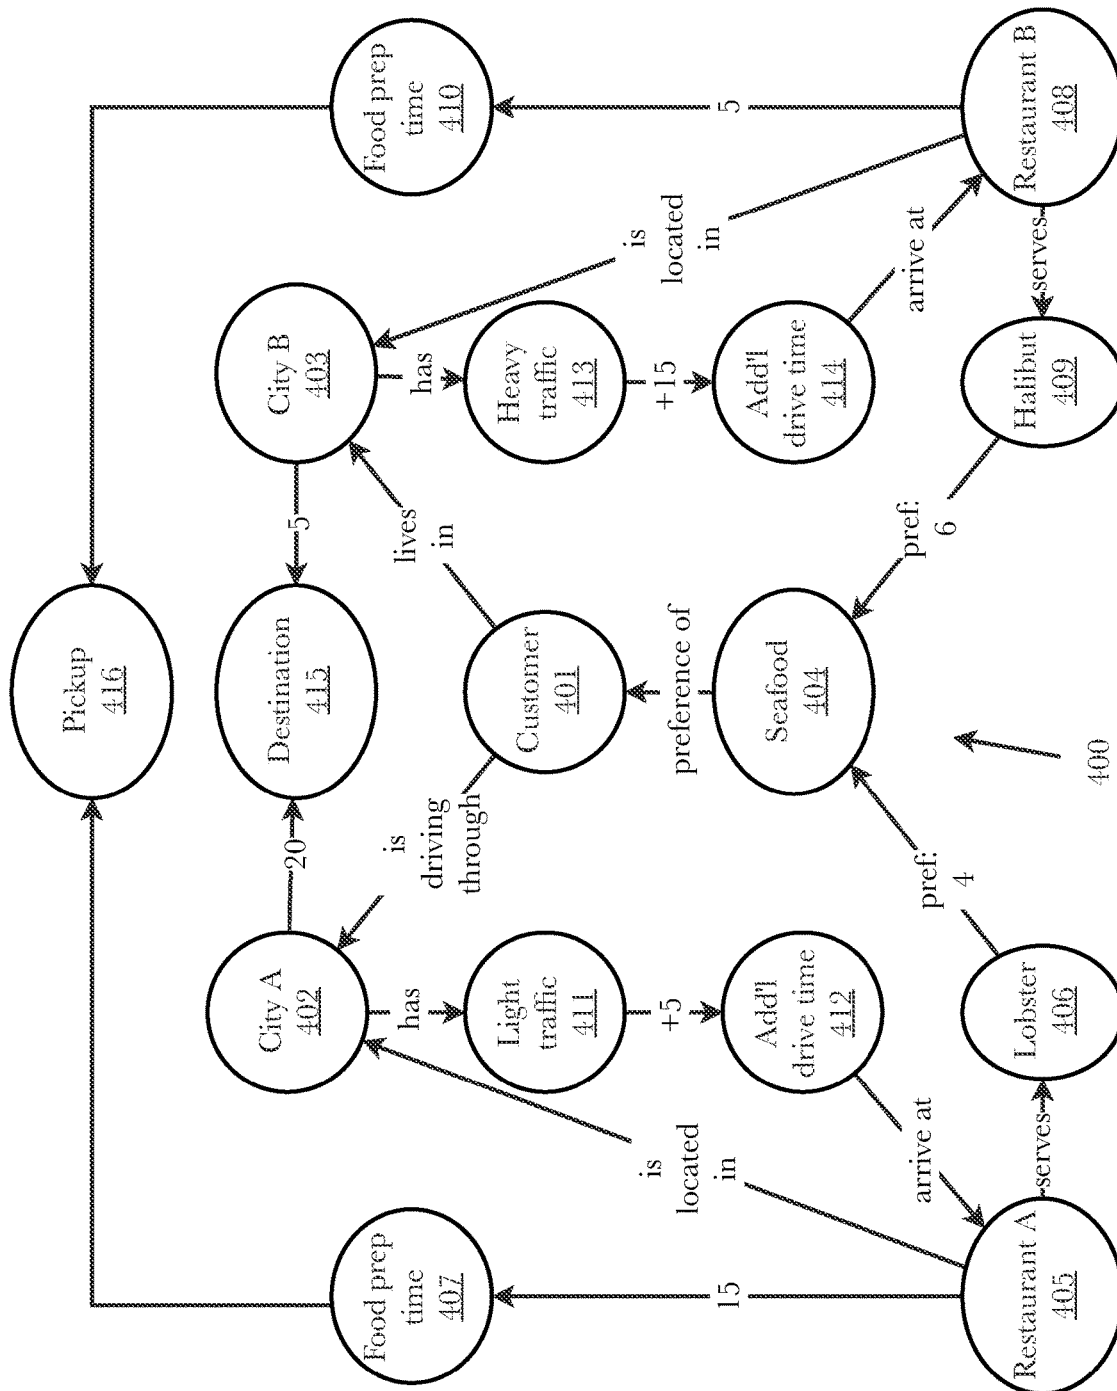 Pickup
416
Food prep
time
407
City A
402
20
Destination
415
5
City B
403
Food prep
time
410
is
driving
through
lives
in
has
has
Light
traffic
411
Customer
401
Heavy
traffic
413
is
located
in
is
located
in
15
+5
preference of
+15
5
Add'l
drive time
412
Seafood
404
Add'l
drive time
414
arrive at
pref:
4
pref:
6
arrive at
Restaurant A
405
serves
Lobster
406
400
Halibut
409
serves
Restaurant B
408